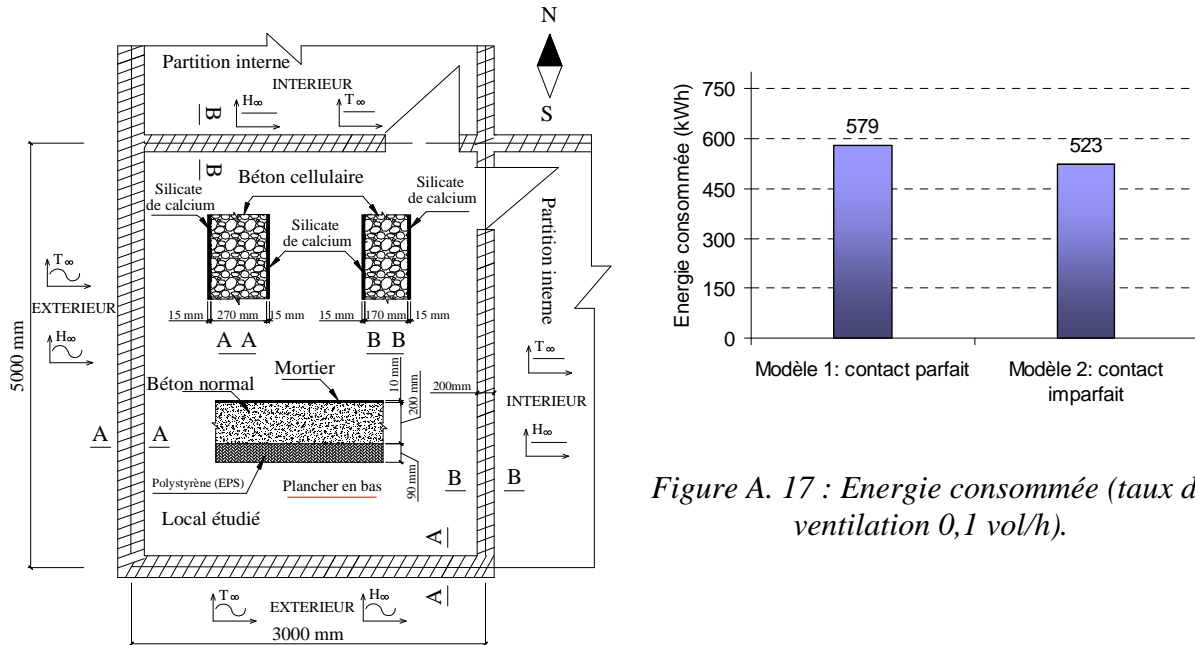 N
S
Partition interne
INTERIEUR
H∞
T∞
B
B
Béton cellulaire
Silicate
de calcium
Silicate
de calcium
Silicate
de calcium
T∞
EXTERIEUR
H∞
15 mm
270 mm
15 mm
15 mm
170 mm
15 mm
A A
B B
Partition interne
5000 mm
Mortier
Béton normal
10 mm
200 mm
90 mm
200mm
T∞
INTERIEUR
H∞
A
A
Polystyrène (EPS)
Plancher en bas
B
B
Local étudié
A
A
T∞
EXTERIEUR
H∞
3000 mm
Energie consommée (kWh)
750
600
450
300
150
0
579
523
Modèle 1: contact parfait
Modèle 2: contact
imparfait
Figure A. 17 : Energie consommée (taux d
ventilation 0,1 vol/h).